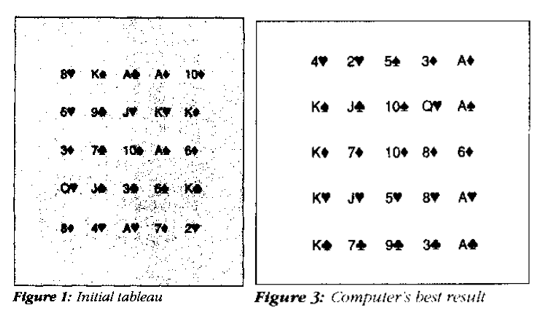 8♥ K♠ A♣ A♦ 10♦
5♥ 9♣ J♥ K♥ K♦
3♦ 7♣ 10♠ A♠ 6♦
Q♥ J♠ 3♣ 5♠ K♣
8♦ 4♥ A♥ 7♦ 2♥
Figure 1: Initial tableau
4♥ 2♥ 5♠ 3♦ A♦
K♠ J♠ 10♠ Q♥ A♠
K♦ 7♦ 10♦ 8♦ 6♦
K♥ J♥ 5♥ 8♥ A♥
K♣ 7♣ 9♣ 3♣ A♣
Figure 3: Computer's best result